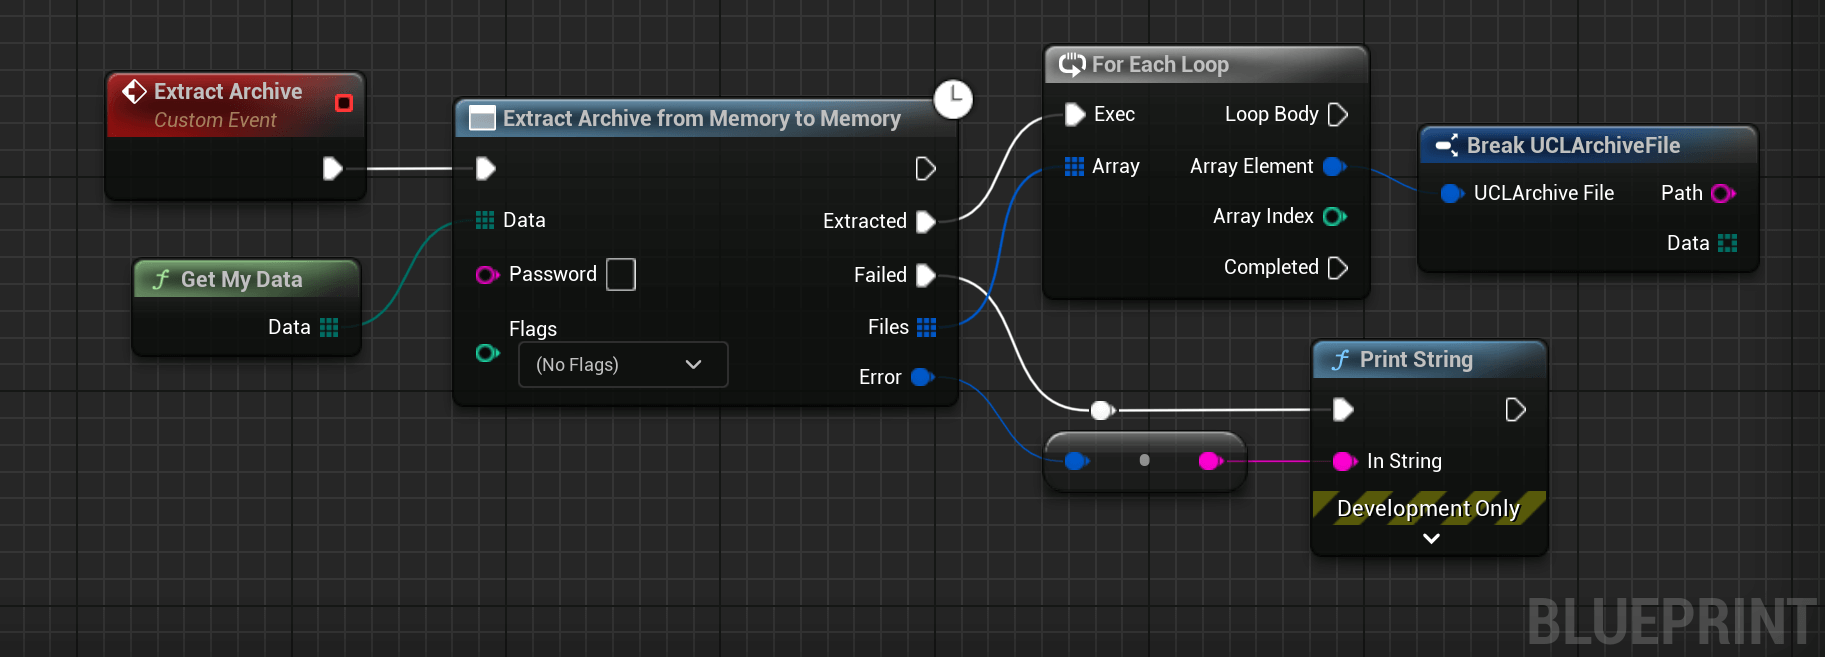 Extract Archive
Custom Event
Get My Data
Data
Extract Archive from Memory to Memory
Data
Extracted
Password
Failed
Flags
Files
(No Flags)
Error
For Each Loop
Exec
Loop Body
Array
Array Element
Array Index
Completed
Break UCLArchiveFile
UCLArchive File
Path
Data
Print String
In String
Development Only
BLUEPRINT